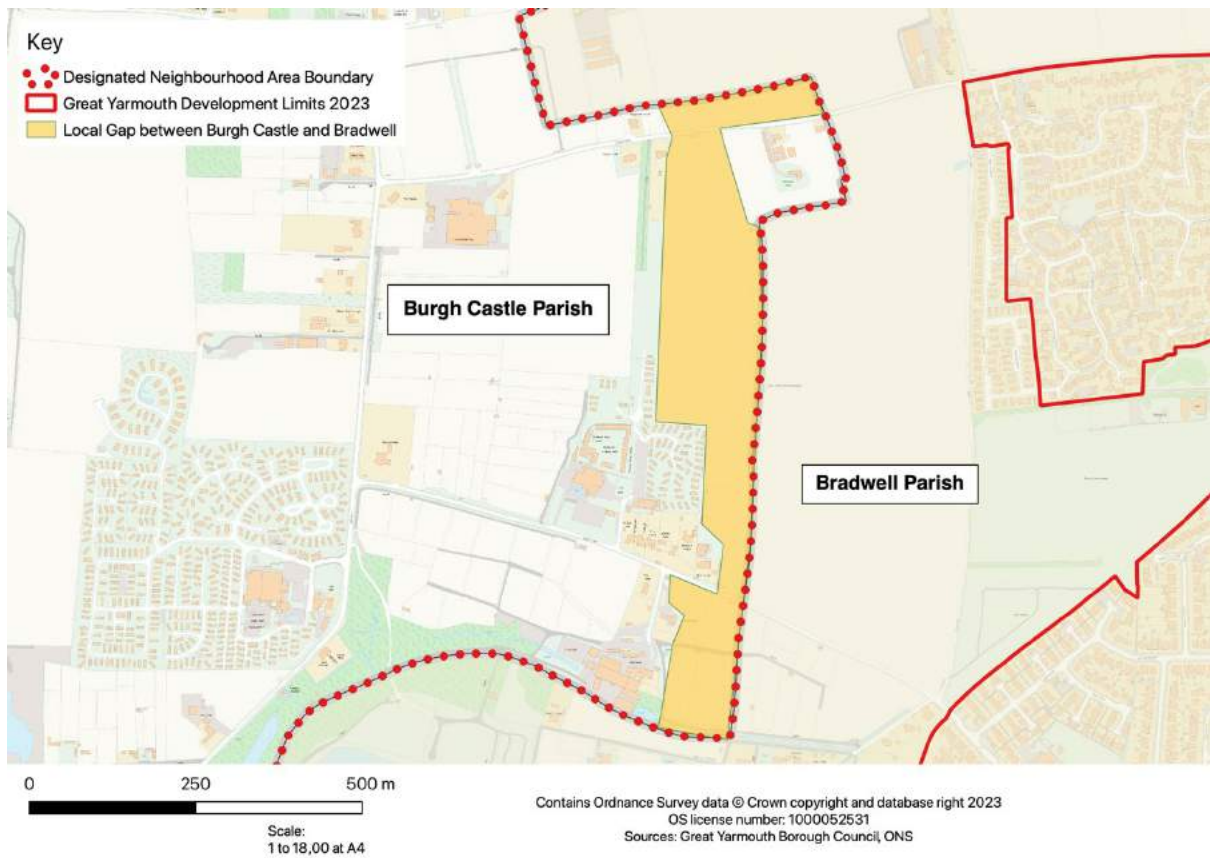 Key
Designated Neighbourhood Area Boundary
Great Yarmouth Development Limits 2023
Local Gap between Burgh Castle and Bradwell
Burgh Castle Parish
Bradwell Parish
0 250 500 m
Scale:
1 to 18,00 at A4
Contains Ordnance Survey data © Crown copyright and database right 2023
OS license number: 1000052531
Sources: Great Yarmouth Borough Council, ONS